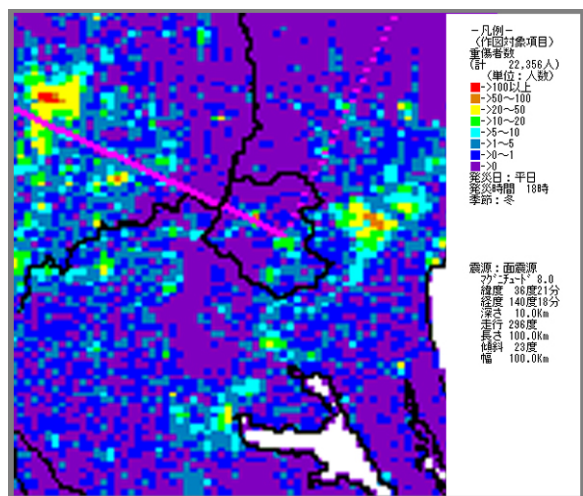 －凡例－
(作図対象項目)
重傷者数
(計 22,356人)
(単位：人数)
->100以上
->50～100
->20～50
->10～20
->5～10
->1～5
->0～1
->0
発災日：平日
発災時間 18時
季節：冬
震源：面震源
マグニチュード 8.0
緯度 36度21分
経度 140度18分
深さ 10.0Km
走行 296度
長さ 100.0Km
傾斜 23度
幅 100.0Km